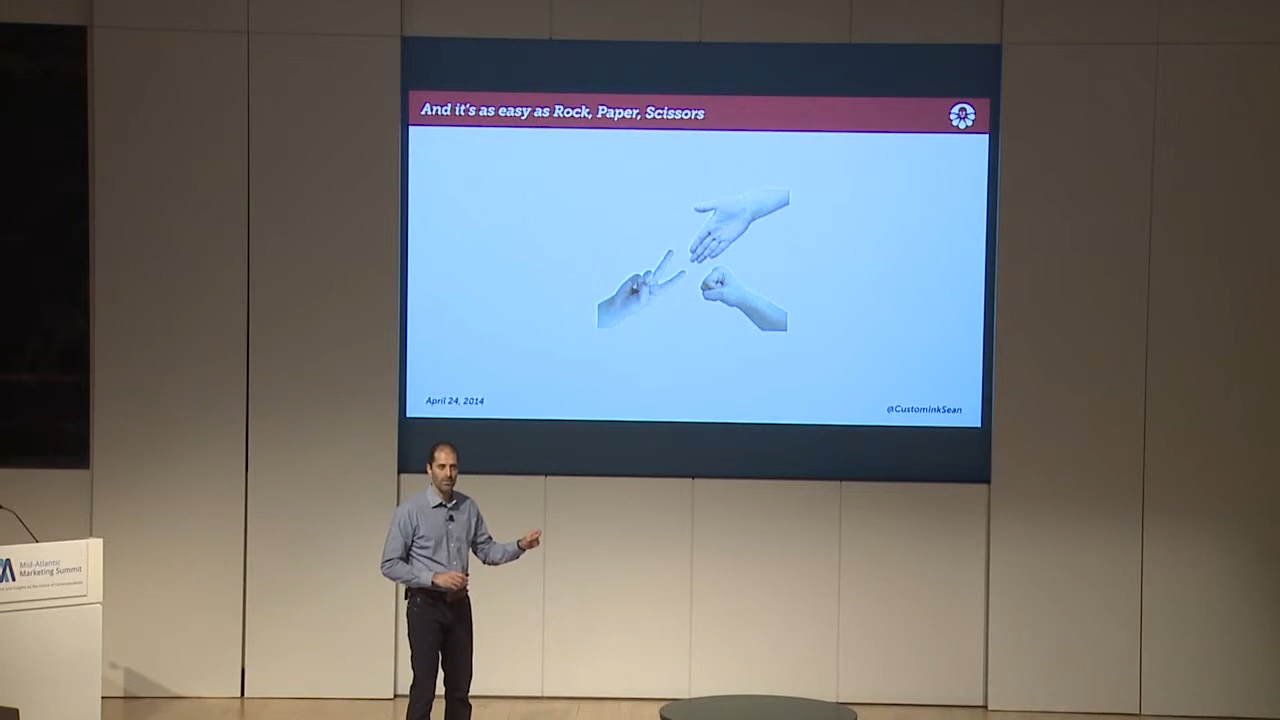 And it's as easy as Rock, Paper, Scissors
April 24, 2014
@CustomInkSean
Mid-Atlantic
Marketing Summit